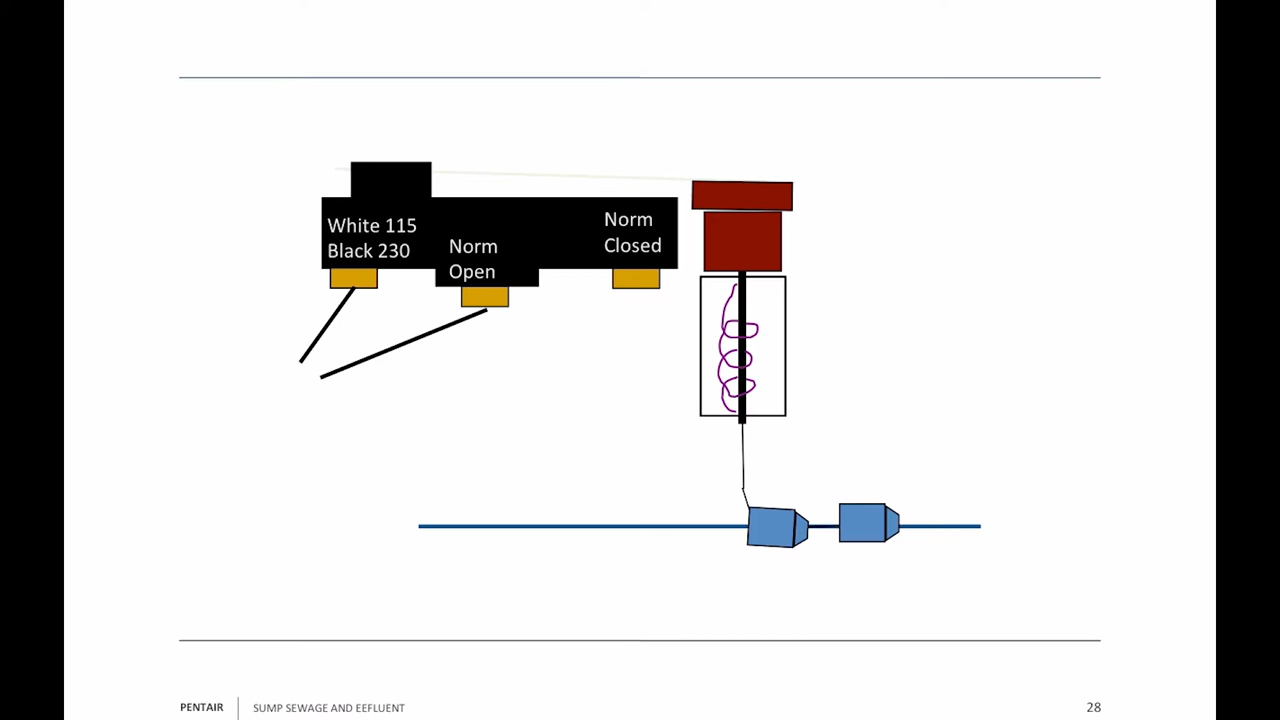 White 115
Black 230
Norm
Open
Norm
Closed
PENTAIR
SUMP SEWAGE AND EEFLUENT
28